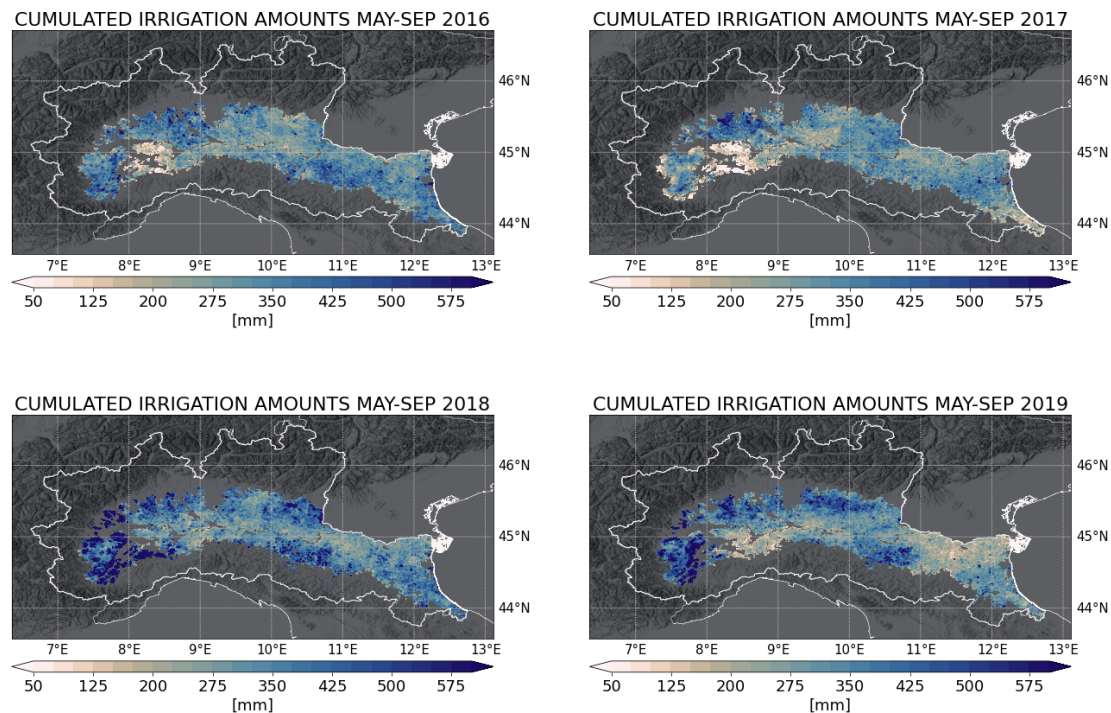 CUMULATED IRRIGATION AMOUNTS MAY-SEP 2016
46°N
45°N
44°N
7°E 8°E 9°E 10°E 11°E 12°E 13°E
50 125 200 275 350 425 500 575
[mm]
CUMULATED IRRIGATION AMOUNTS MAY-SEP 2017
46°N
45°N
44°N
7°E 8°E 9°E 10°E 11°E 12°E 13°E
50 125 200 275 350 425 500 575
[mm]
CUMULATED IRRIGATION AMOUNTS MAY-SEP 2018
46°N
45°N
44°N
7°E 8°E 9°E 10°E 11°E 12°E 13°E
50 125 200 275 350 425 500 575
[mm]
CUMULATED IRRIGATION AMOUNTS MAY-SEP 2019
46°N
45°N
44°N
7°E 8°E 9°E 10°E 11°E 12°E 13°E
50 125 200 275 350 425 500 575
[mm]